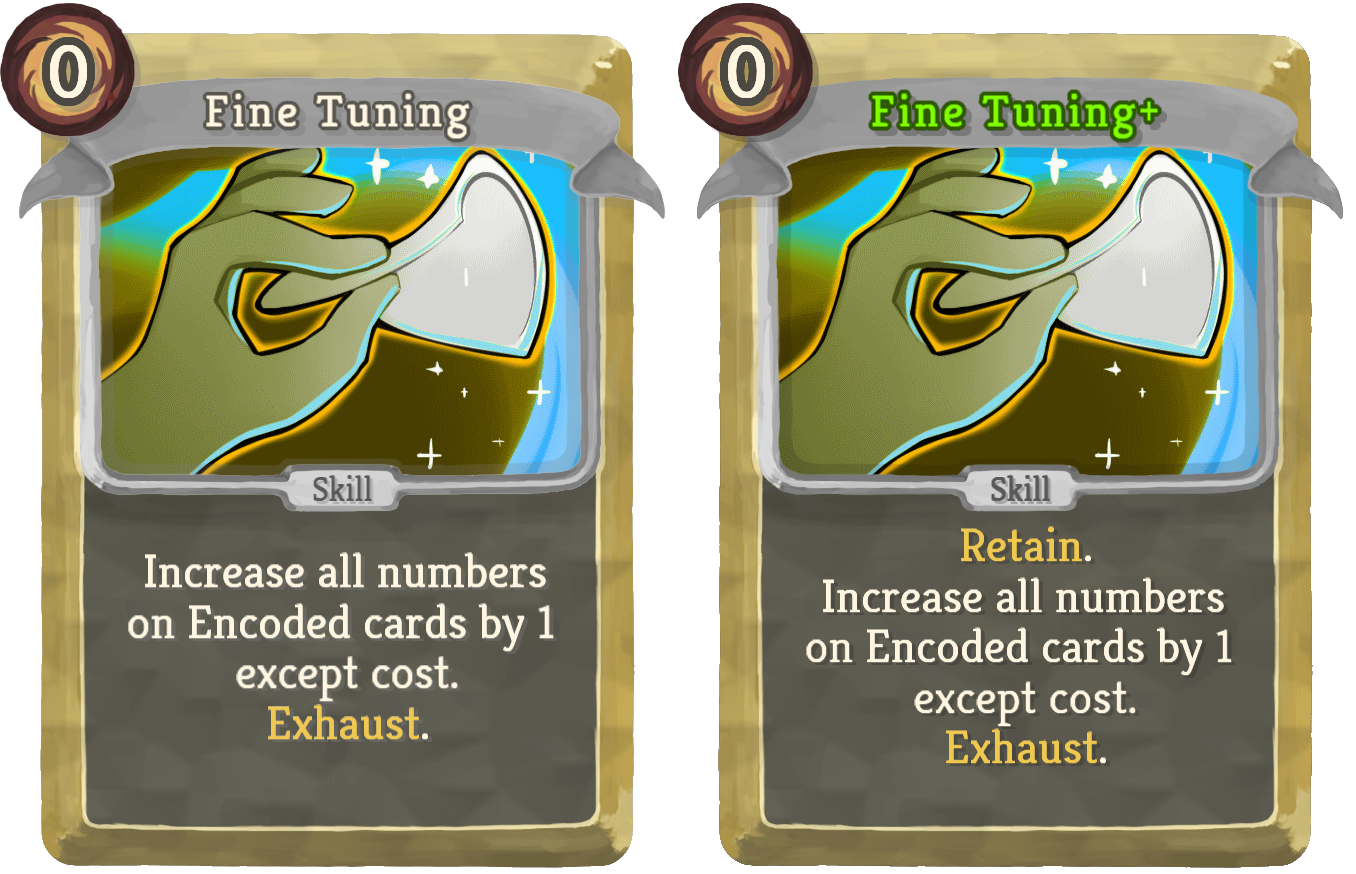 0
Fine Tuning
Skill
Increase all numbers
on Encoded cards by 1
except cost.
Exhaust.
0
Fine Tuning+
Skill
Retain.
Increase all numbers
on Encoded cards by 1
except cost.
Exhaust.